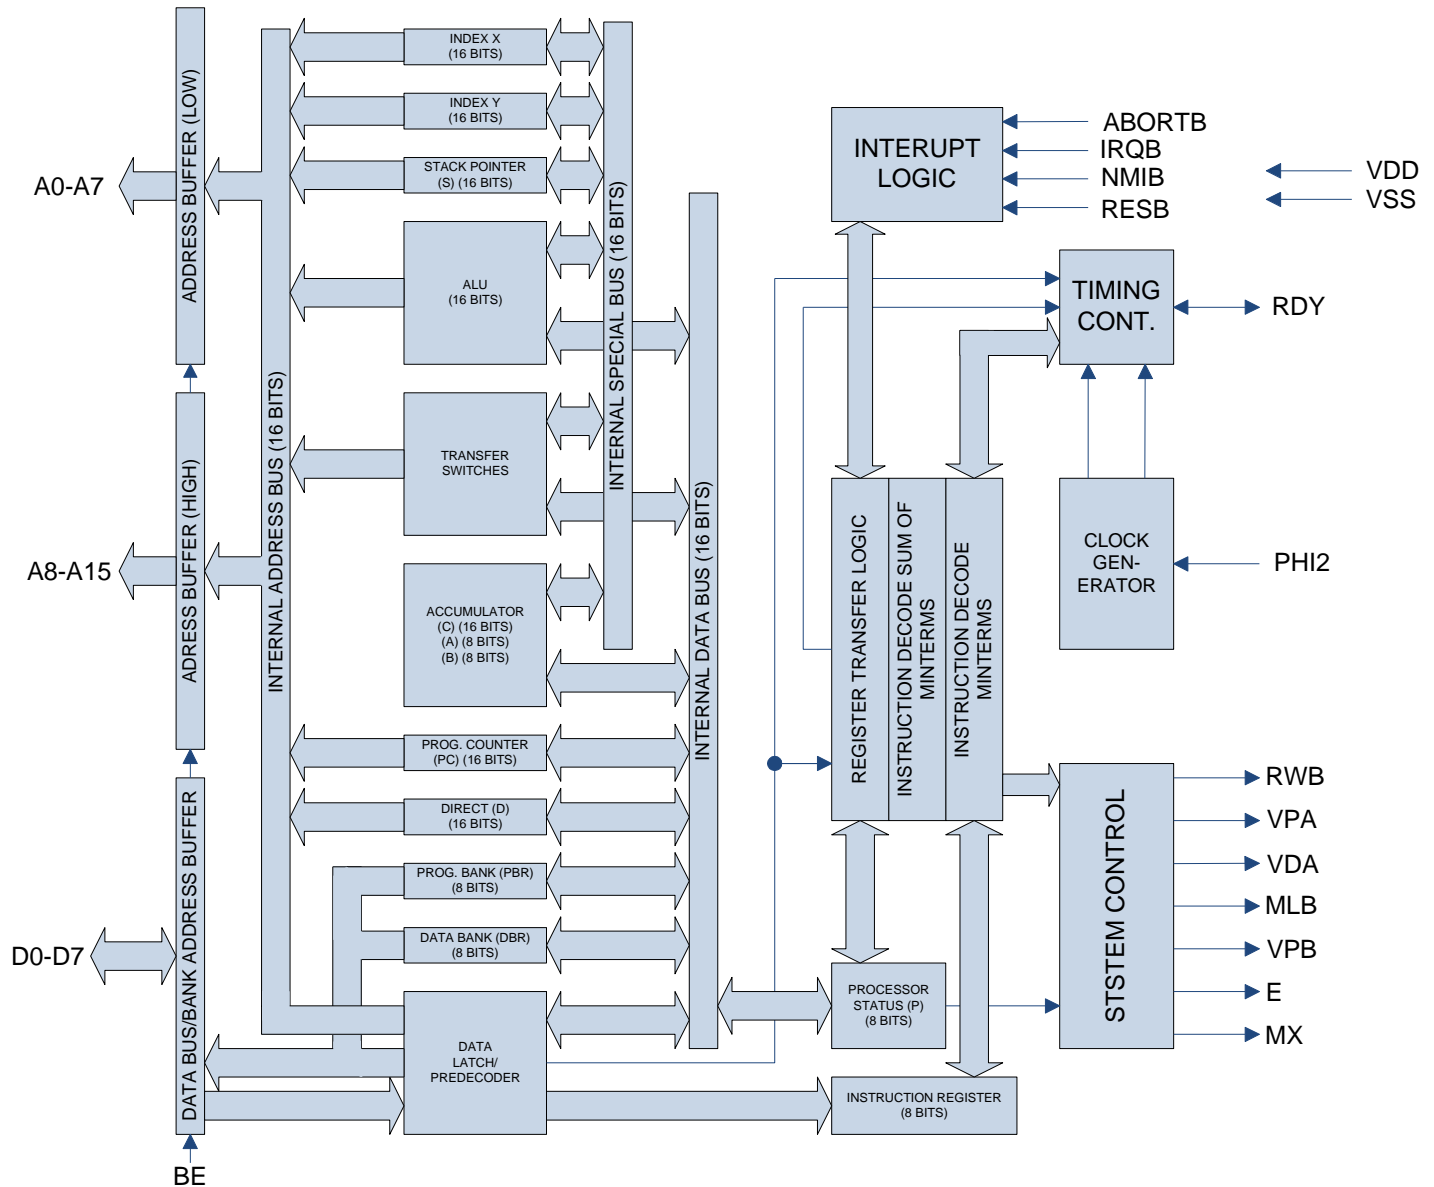 INDEX X
(16 BITS)
INDEX Y
(16 BITS)
STACK POINTER
(S) (16 BITS)
ALU
(16 BITS)
TRANSFER
SWITCHES
ACCUMULATOR
(C) (16 BITS)
(A) (8 BITS)
(B) (8 BITS)
PROG. COUNTER
(PC) (16 BITS)
DIRECT (D)
(16 BITS)
PROG. BANK (PBR)
(8 BITS)
DATA BANK (DBR)
(8 BITS)
DATA
LATCH/
PREDECODER
A0-A7
A8-A15
D0-D7
BE
ADDRESS BUFFER (LOW)
ADRESS BUFFER (HIGH)
DATA BUS/BANK ADDRESS BUFFER
INTERNAL ADDRESS BUS (16 BITS)
INTERNAL SPECIAL BUS (16 BITS)
INTERNAL DATA BUS (16 BITS)
INTERUPT
LOGIC
ABORTB
IRQB
NMIB
RESB
VDD
VSS
TIMING
CONT.
RDY
CLOCK
GEN-
ERATOR
PHI2
REGISTER TRANSFER LOGIC
INSTRUCTION DECODE SUM OF
MINTERMS
INSTRUCTION DECODE
MINTERMS
STSTEM CONTROL
RWB
VPA
VDA
MLB
VPB
E
MX
PROCESSOR
STATUS (P)
(8 BITS)
INSTRUCTION REGISTER
(8 BITS)